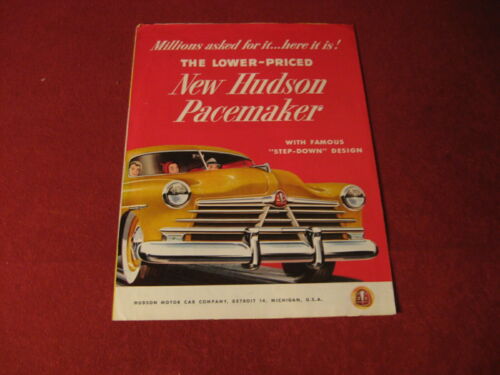 Millions asked for it...here it is!
THE LOWER-PRICED
New Hudson
Pacemaker
WITH FAMOUS
"STEP-DOWN" DESIGN
HUDSON MOTOR CAR COMPANY, DETROIT 14, MICHIGAN, U.S.A.